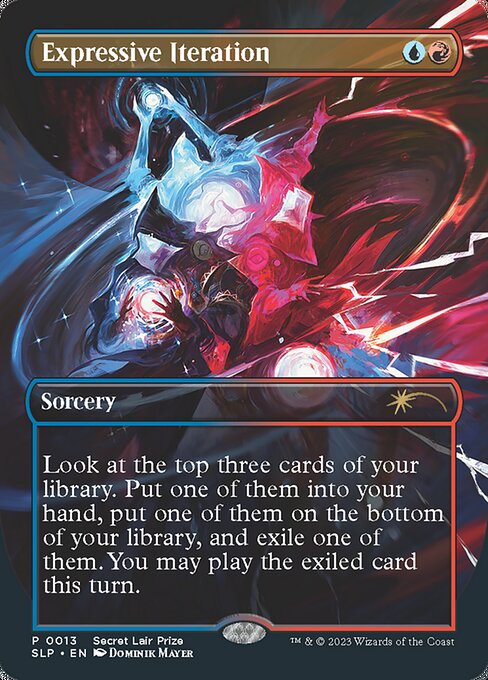 Expressive Iteration
Sorcery
Look at the top three cards of your
library. Put one of them into your
hand, put one of them on the bottom
of your library, and exile one of
them. You may play the exiled card
this turn.
P 0013 Secret Lair Prize
SLP • EN Dominik Mayer
™ & © 2023 Wizards of the Coast